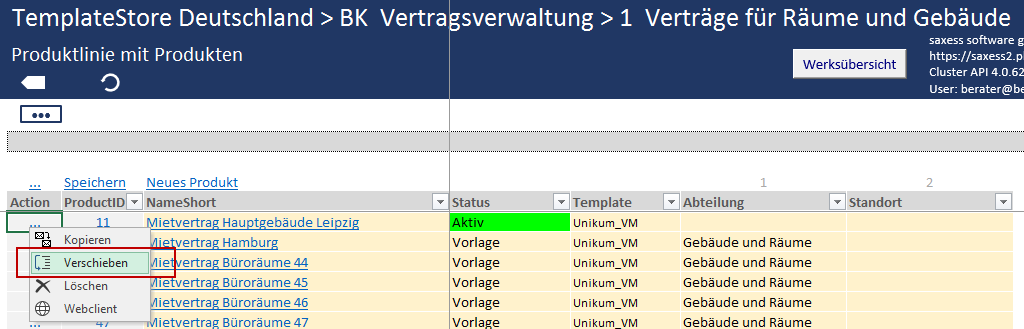 TemplateStore Deutschland > BK  Vertragsverwaltung > 1  Verträge für Räume und Gebäude
Produktlinie mit Produkten
Werksübersicht
saxess software g
https://saxess2.p
Cluster API 4.0.62
User: berater@be
•••
1 2
... Speichern Neues Produkt
Action ProductID NameShort Status Template Abteilung Standort
... 11 Mietvertrag Hauptgebäude Leipzig Aktiv Unikum_VM
Mietvertrag Hamburg Vorlage Unikum_VM Gebäude und Räume
Mietvertrag Büroräume 44 Vorlage Unikum_VM Gebäude und Räume
Mietvertrag Büroräume 45 Vorlage Unikum_VM Gebäude und Räume
Mietvertrag Büroräume 46 Vorlage Unikum_VM Gebäude und Räume
... 47 Mietvertrag Büroräume 47 Vorlage Unikum_VM Gebäude und Räume
Kopieren
Verschieben
Löschen
Webclient